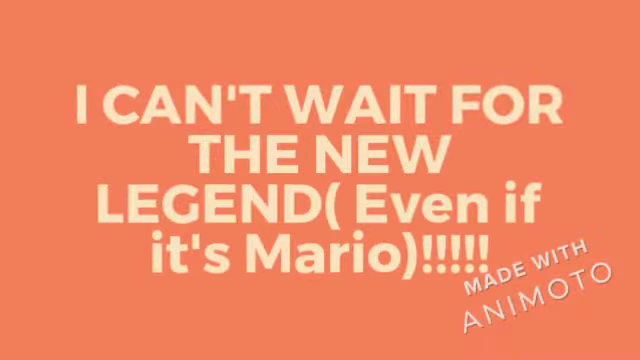 I CAN'T WAIT FOR
THE NEW
LEGEND( Even if
it's Mario)!!!!!
MADE WITH
ANIMOTO